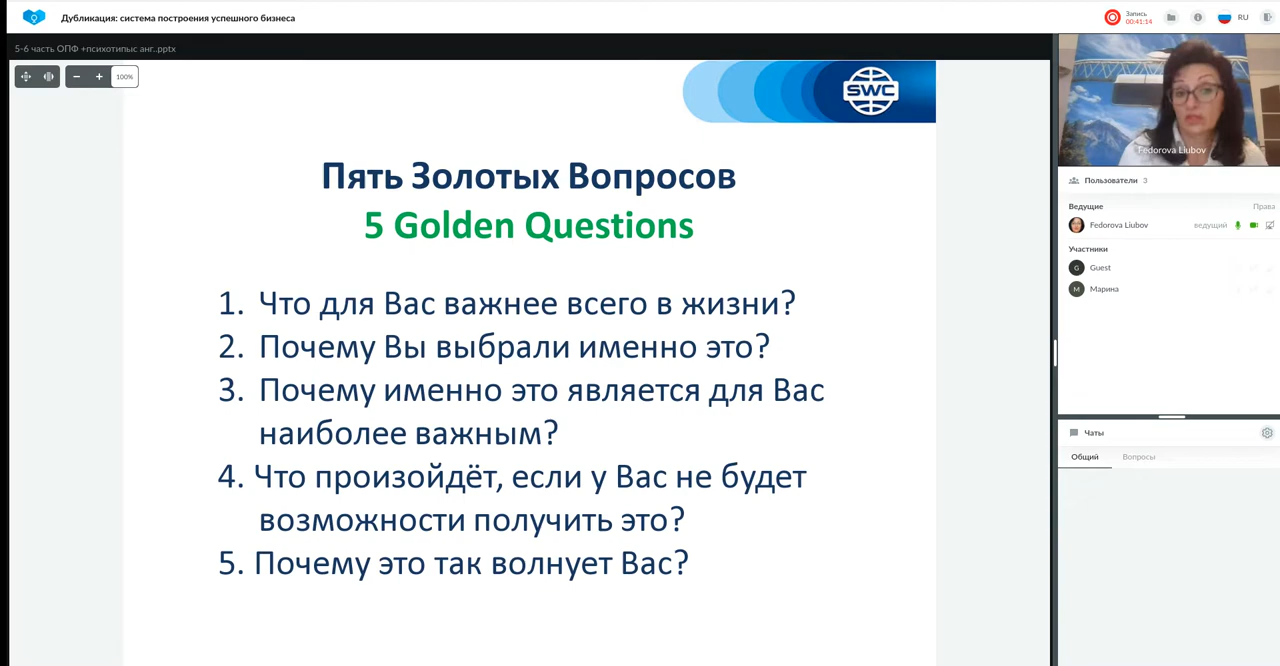 Дубликация: система построения успешного бизнеса
Запись
00:41:14
RU
5-6 часть ОПФ +психотипыс анг..pptx
100%
SWC
Fedorova Liubov
Пять Золотых Вопросов
5 Golden Questions
1. Что для Вас важнее всего в жизни?
2. Почему Вы выбрали именно это?
3. Почему именно это является для Вас
наиболее важным?
4. Что произойдёт, если у Вас не будет
возможности получить это?
5. Почему это так волнует Вас?
Пользователи 3
Ведущие Права
Fedorova Liubov ведущий
Участники
G Guest
М Марина
Чаты
Общий Вопросы